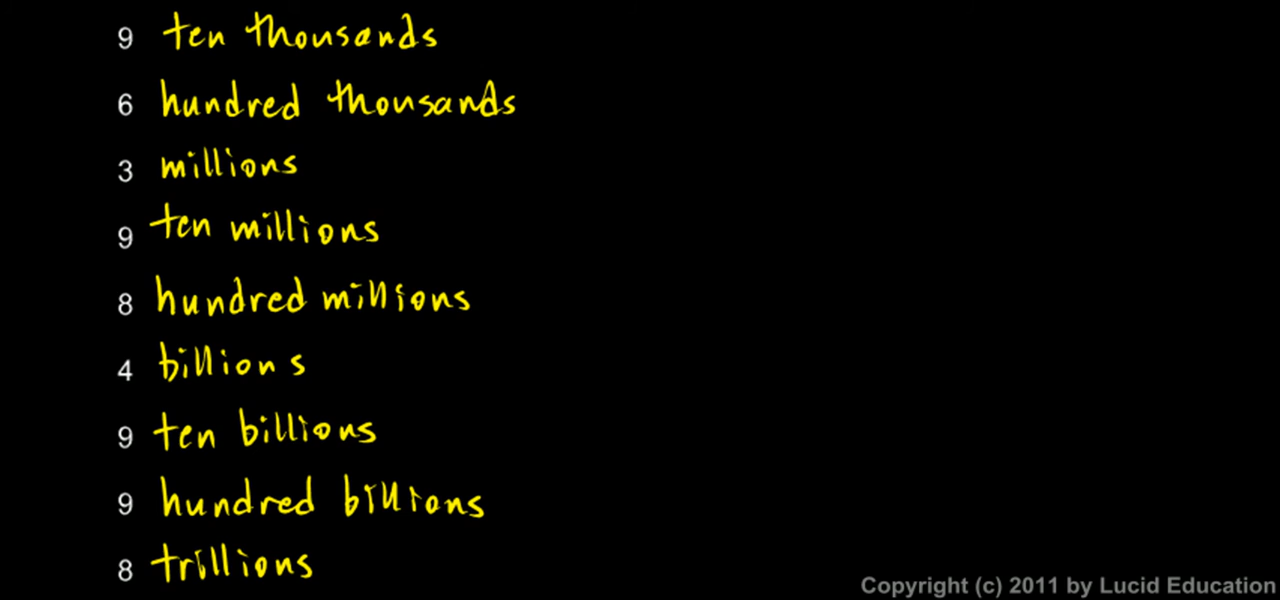 9 ten thousands
6 hundred thousands
3 millions
9 ten millions
8 hundred millions
4 billions
9 ten billions
9 hundred billions
8 trillions
Copyright (c) 2011 by Lucid Education